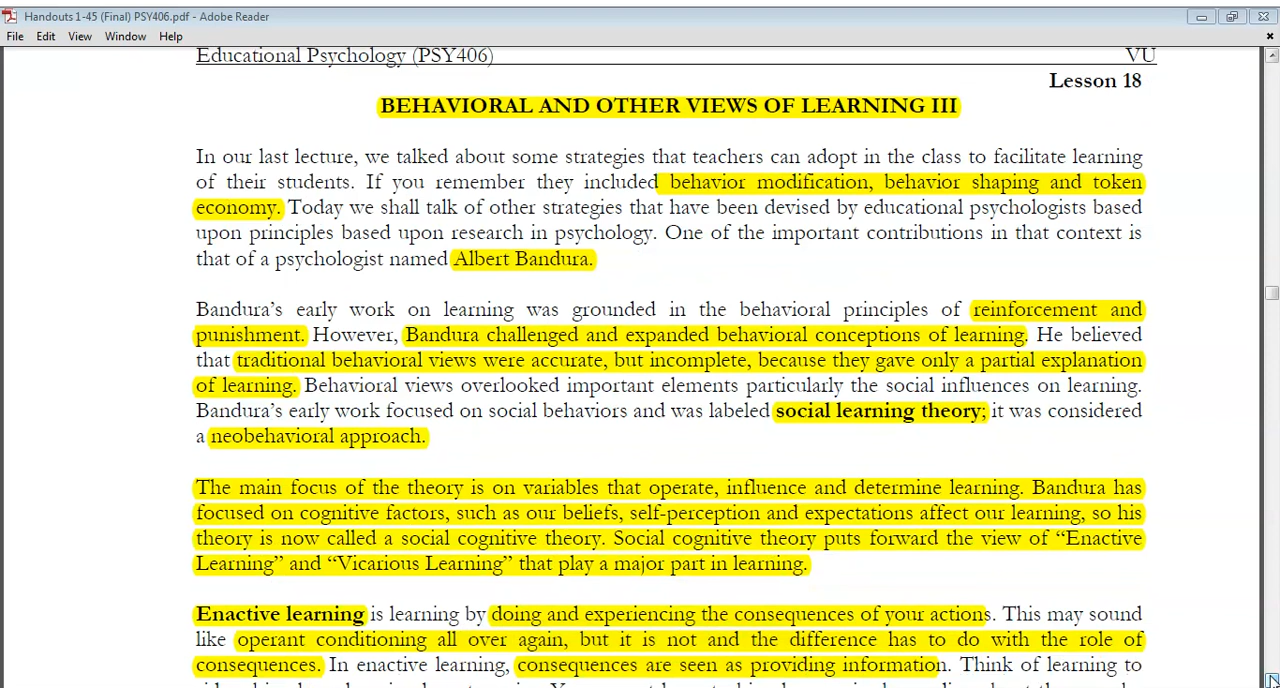 Handouts 1-45 (Final) PSY406.pdf - Adobe Reader
File Edit View Window Help
Educational Psychology (PSY406) VU
Lesson 18
BEHAVIORAL AND OTHER VIEWS OF LEARNING III
In our last lecture, we talked about some strategies that teachers can adopt in the class to facilitate learning
of their students. If you remember they included behavior modification, behavior shaping and token
economy. Today we shall talk of other strategies that have been devised by educational psychologists based
upon principles based upon research in psychology. One of the important contributions in that context is
that of a psychologist named Albert Bandura.
Bandura's early work on learning was grounded in the behavioral principles of reinforcement and
punishment. However, Bandura challenged and expanded behavioral conceptions of learning. He believed
that traditional behavioral views were accurate, but incomplete, because they gave only a partial explanation
of learning. Behavioral views overlooked important elements particularly the social influences on learning.
Bandura's early work focused on social behaviors and was labeled social learning theory; it was considered
a neobehavioral approach.
The main focus of the theory is on variables that operate, influence and determine learning. Bandura has
focused on cognitive factors, such as our beliefs, self-perception and expectations affect our learning, so his
theory is now called a social cognitive theory. Social cognitive theory puts forward the view of “Enactive
Learning” and “Vicarious Learning” that play a major part in learning.
Enactive learning is learning by doing and experiencing the consequences of your actions. This may sound
like operant conditioning all over again, but it is not and the difference has to do with the role of
consequences. In enactive learning, consequences are seen as providing information. Think of learning to